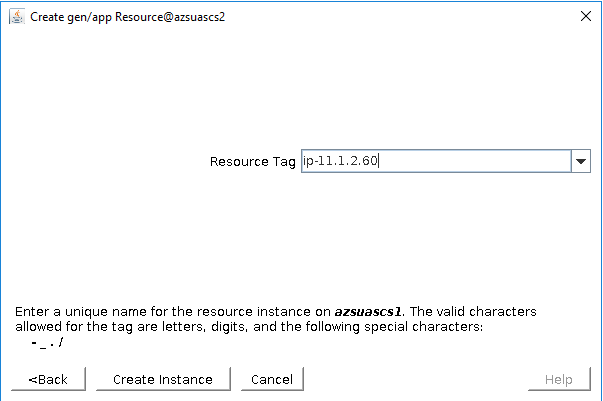 Create gen/app Resource@azsuascs2
Resource Tag ip-11.1.2.60
Enter a unique name for the resource instance on azsuascs1. The valid characters
allowed for the tag are letters, digits, and the following special characters:
- _ . /
<Back Create Instance Cancel Help